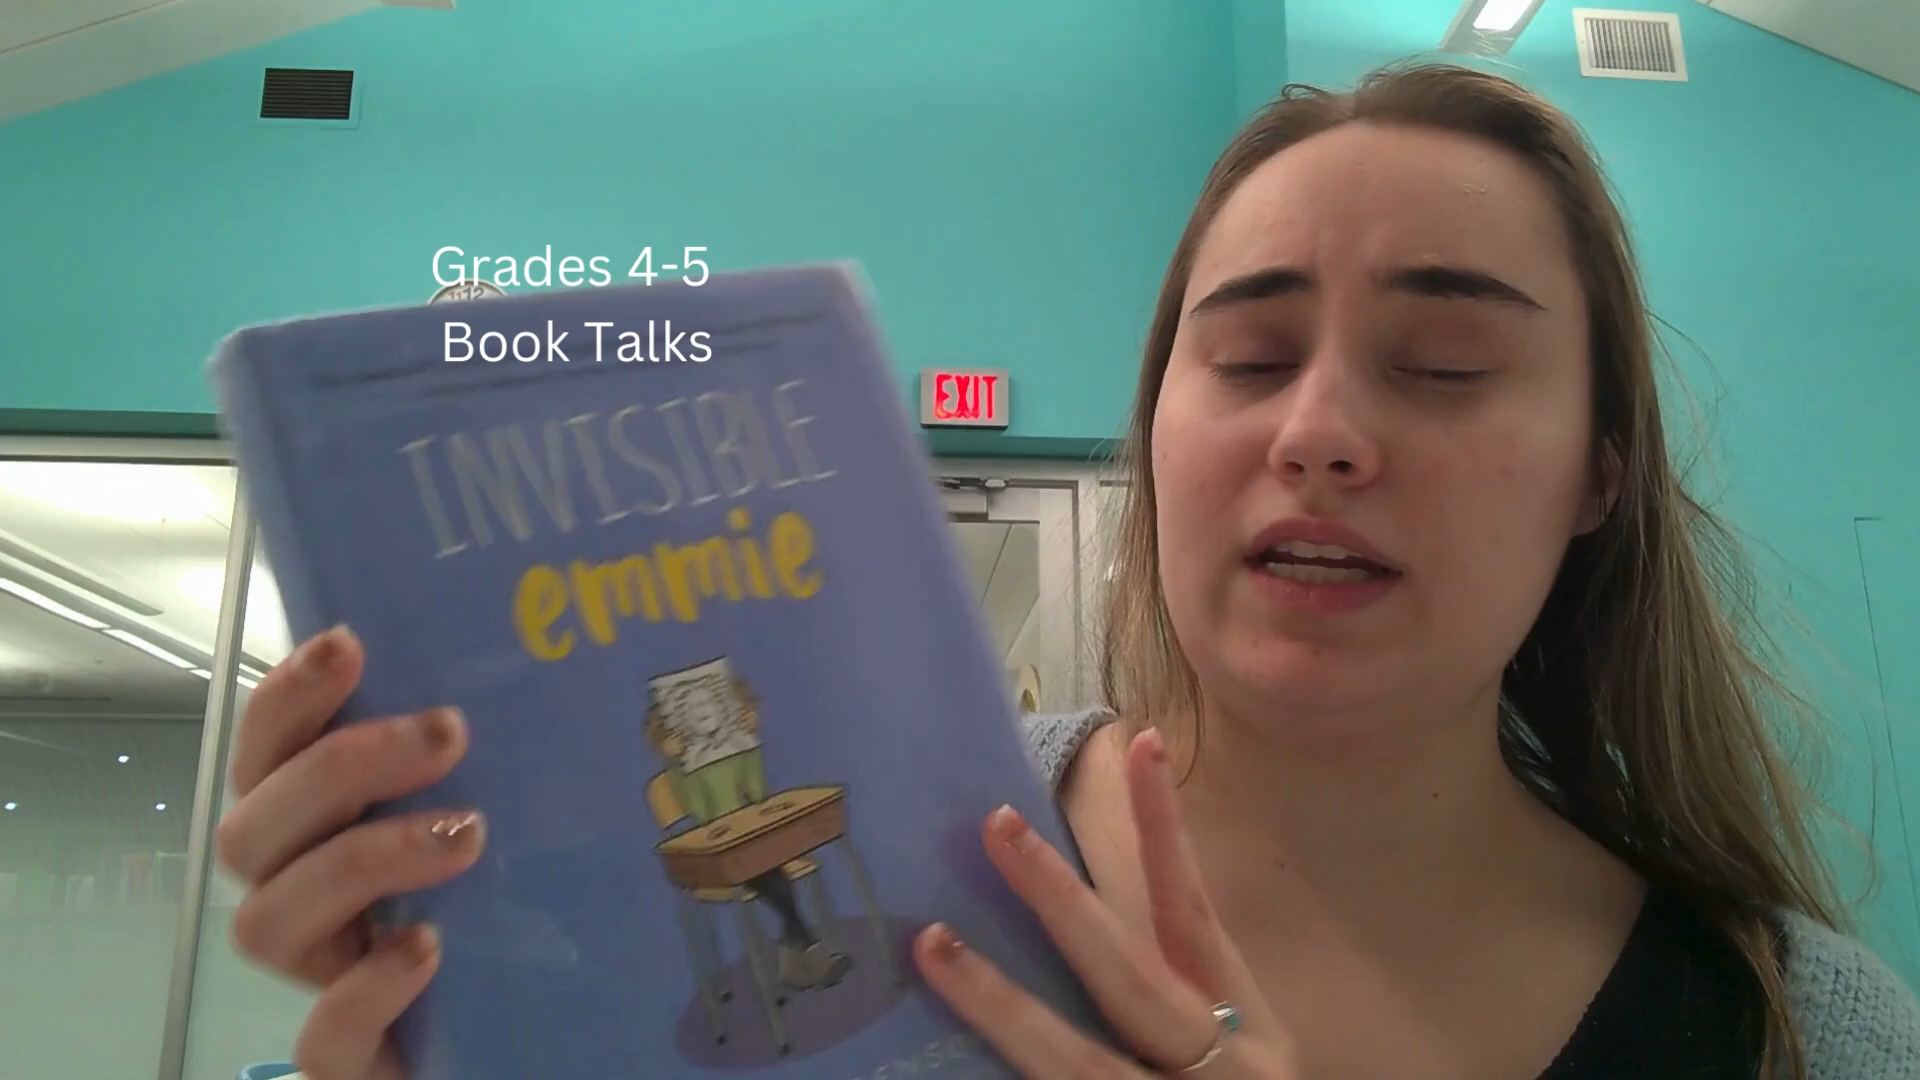 Grades 4-5
Book Talks
INVISIBLE
emmie
EXIT